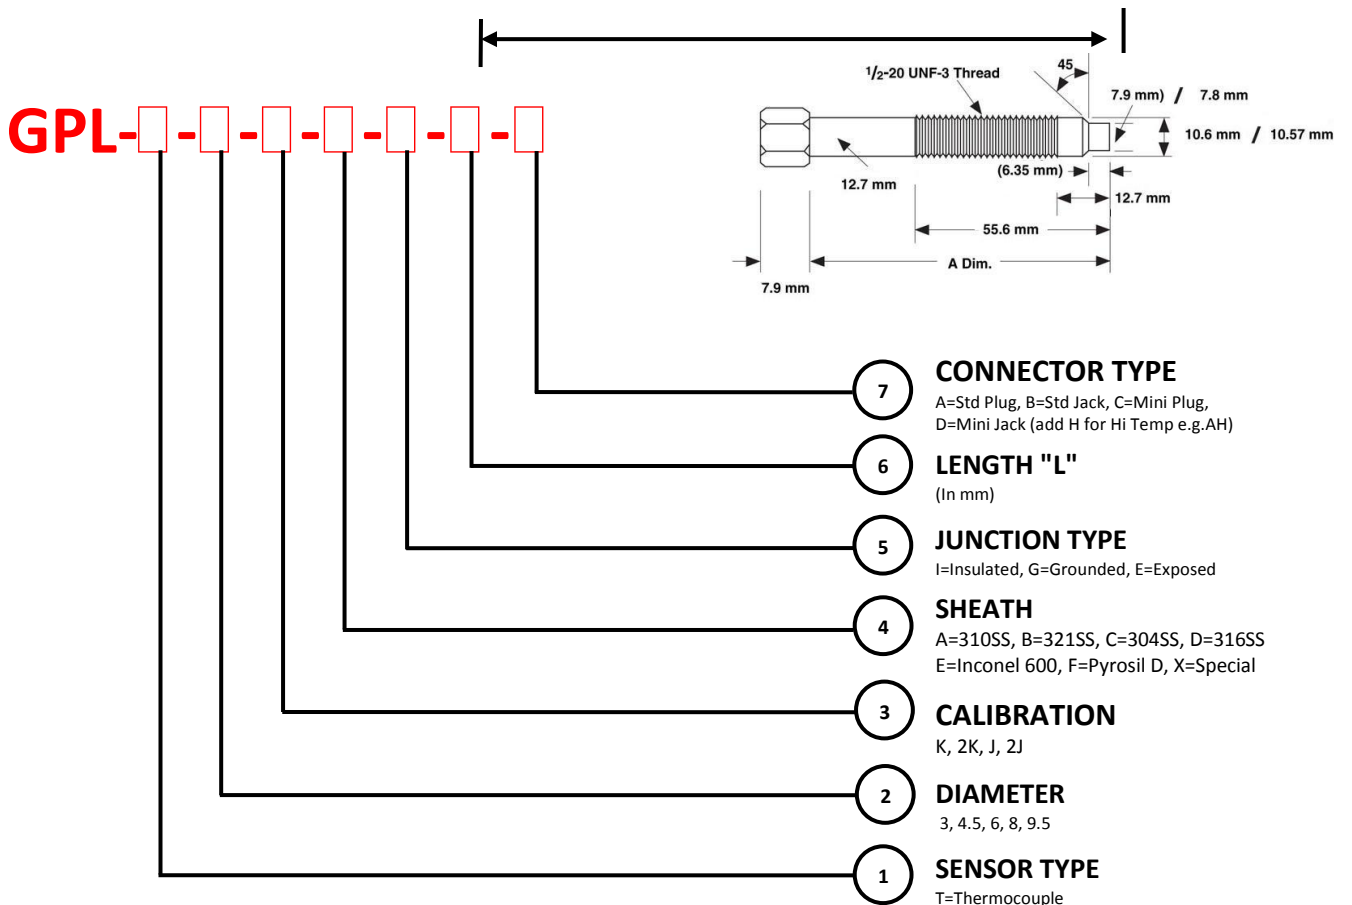 1/2-20 UNF-3 Thread
45
7.9 mm) / 7.8 mm
GPL- - - - - - -
10.6 mm / 10.57 mm
(6.35 mm)
12.7 mm
12.7 mm
55.6 mm
A Dim.
7.9 mm
7 CONNECTOR TYPE
A=Std Plug, B=Std Jack, C=Mini Plug,
D=Mini Jack (add H for Hi Temp e.g.AH)
6 LENGTH "L"
(In mm)
5 JUNCTION TYPE
I=Insulated, G=Grounded, E=Exposed
4 SHEATH
A=310SS, B=321SS, C=304SS, D=316SS
E=Inconel 600, F=Pyrosil D, X=Special
3 CALIBRATION
K, 2K, J, 2J
2 DIAMETER
3, 4.5, 6, 8, 9.5
1 SENSOR TYPE
T=Thermocouple